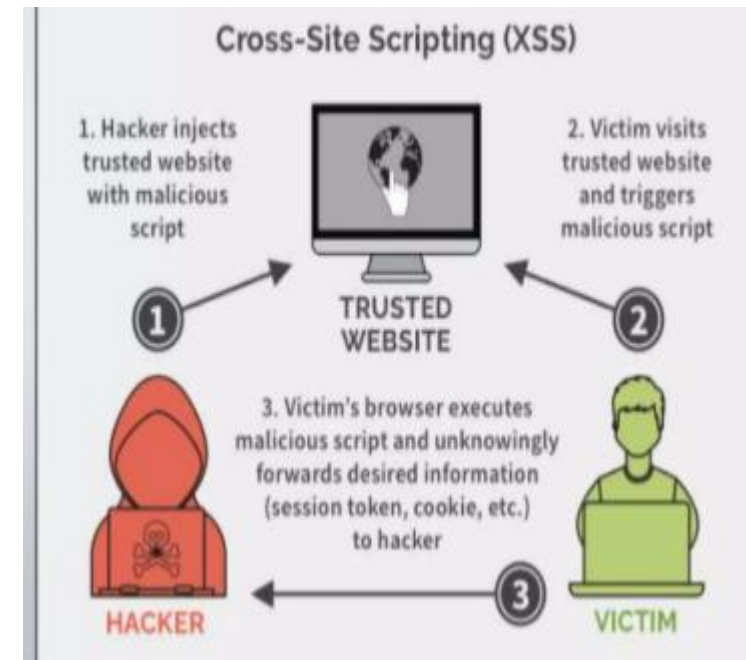 Cross-Site Scripting (XSS)
1. Hacker injects
trusted website
with malicious
script
2. Victim visits
trusted website
and triggers
malicious script
1
TRUSTED
WEBSITE
2
3. Victim's browser executes
malicious script and unknowingly
forwards desired information
(session token, cookie, etc.)
to hacker
3
HACKER
VICTIM